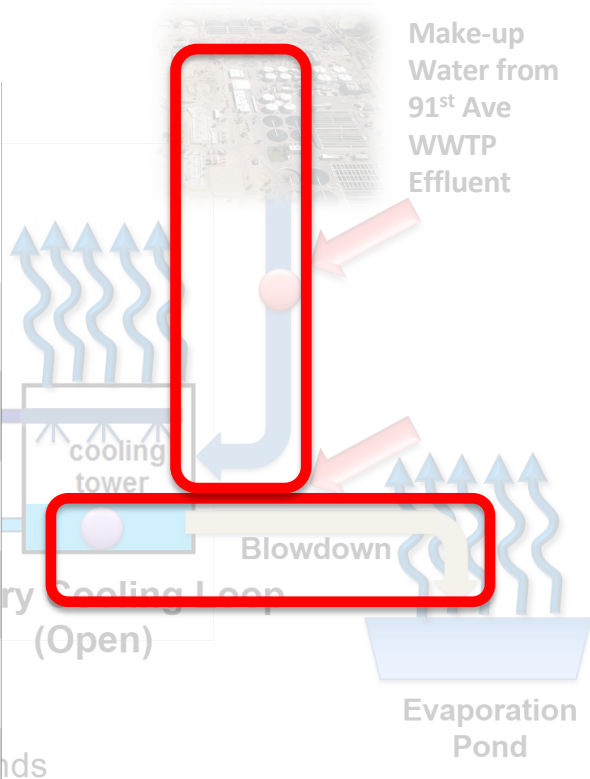 Make-up
Water from
91st Ave
WWTP
Effluent
cooling
tower
Blowdown
ry Cooling Loop
(Open)
Evaporation
Pond
nds